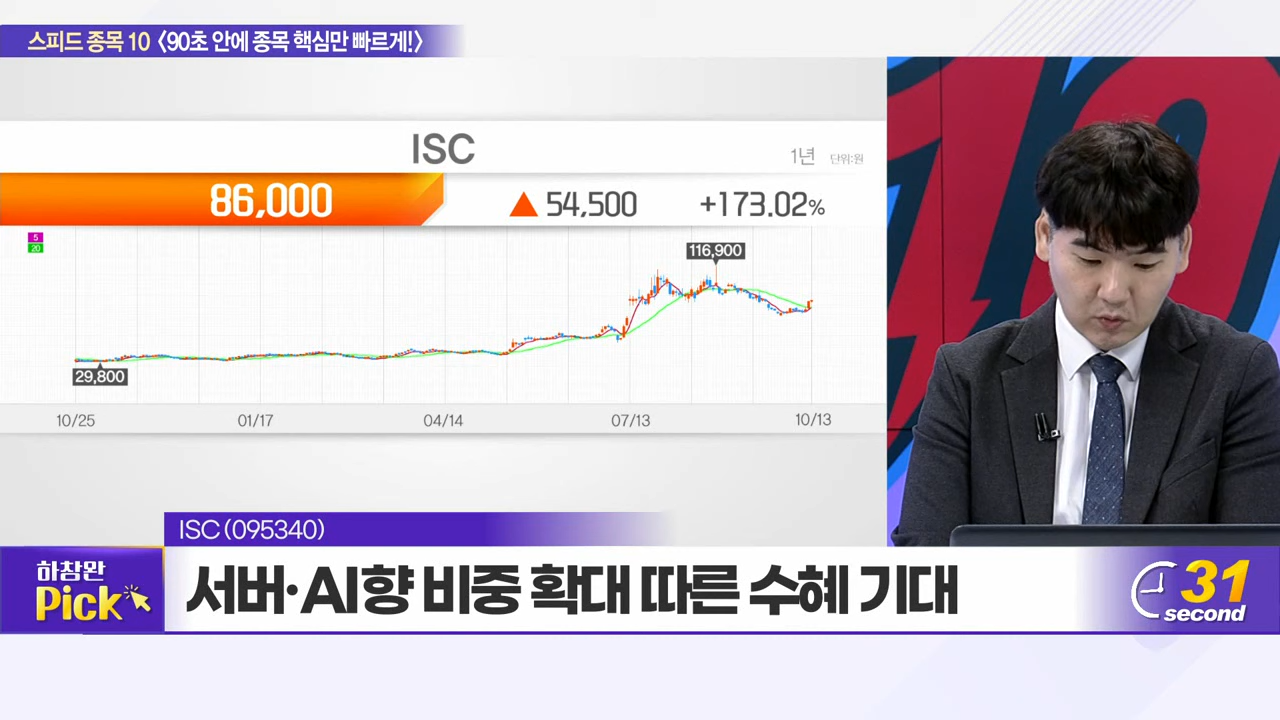 스피드 종목 10 〈90초 안에 종목 핵심만 빠르게!〉
ISC
1년 단위:원
86,000 ▲ 54,500 +173.02%
5
20
116,900
29,800
10/25 01/17 04/14 07/13 10/13
ISC(095340)
하창완
Pick
서버·AI향 비중 확대 따른 수혜 기대
31
second
10